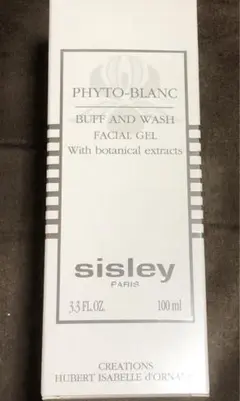 PHYTO-BLANC
BUFF AND WASH
FACIAL GEL
With botanical extracts
sisley
PARIS
3.3 FL.OZ. 100 ml
CREATIONS
HUBERT ISABELLE d'ORNANO